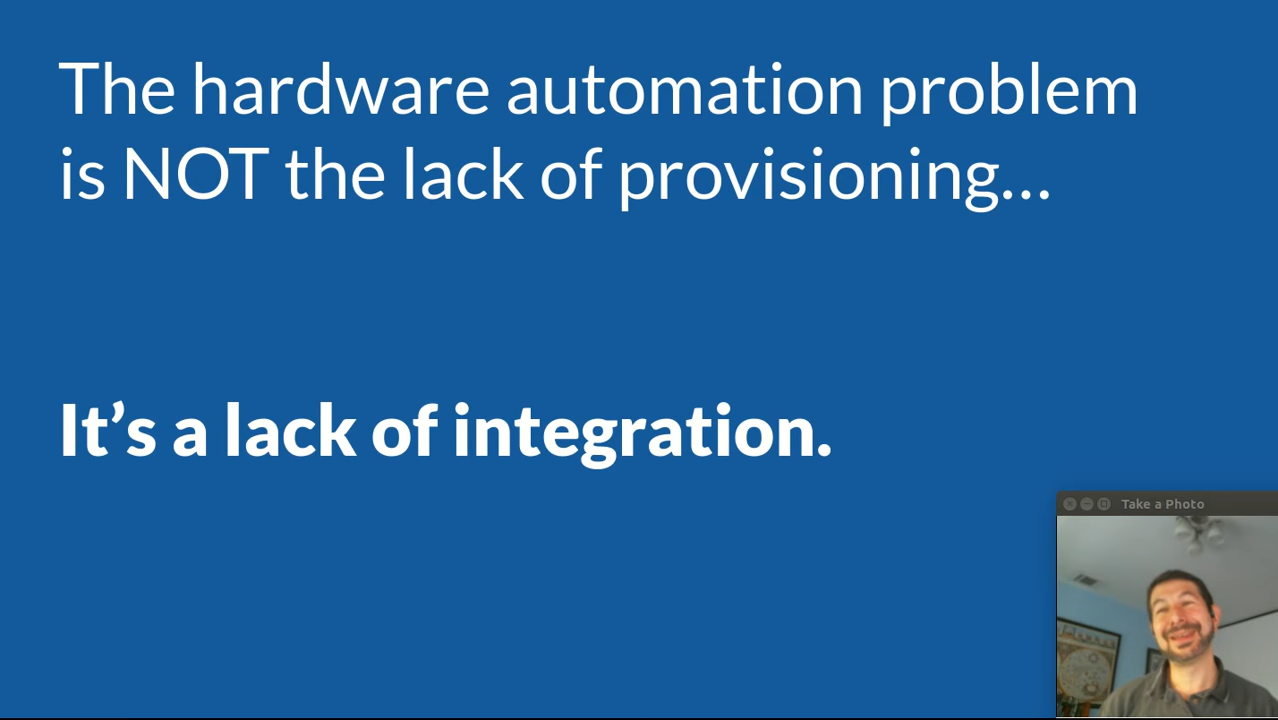 The hardware automation problem
is NOT the lack of provisioning...
It’s a lack of integration.
Take a Photo